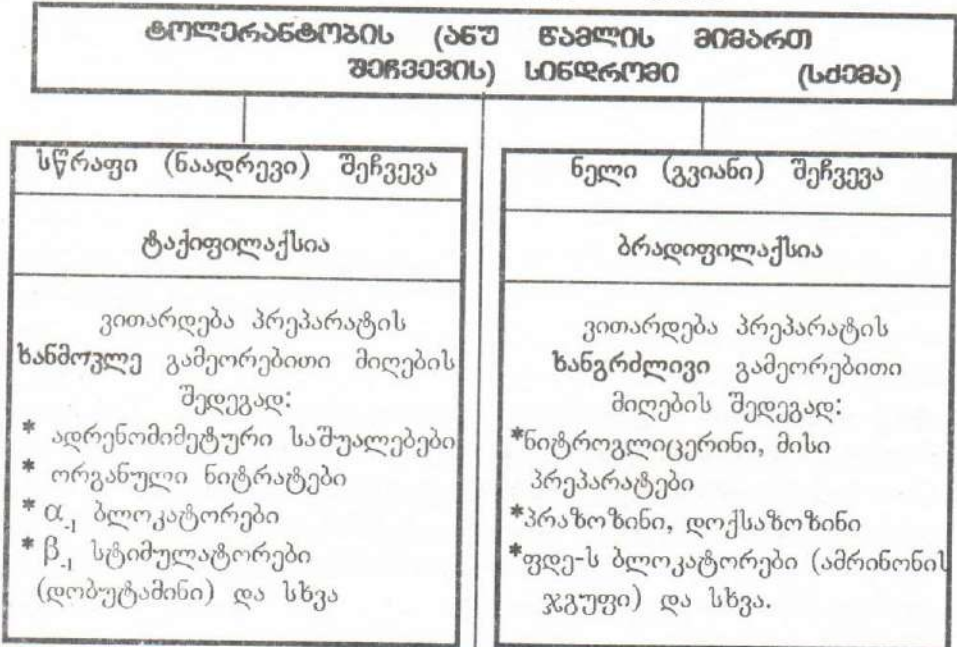 ტოლერანტობის (ანუ წამლის მიმართ
შეჩვევის) სინდრომი (სქემა)
სწრაფი (ნაადრევი) შეჩვევა
ტაქიფილაქსია
ვითარდება პრეპარატის
ხანმოკლე გამეორებითი მიღების
შედეგად:
* ადრენომიმეტური საშუალებები
* ორგანული ნიტრატები
* α-1 ბლოკატორები
* β-1 სტიმულატორები
(დობუტამინი) და სხვა
ნელი (გვიანი) შეჩვევა
ბრადიფილაქსია
ვითარდება პრეპარატის
ხანგრძლივი გამეორებითი
მიღების შედეგად:
*ნიტროგლიცერინი, მისი
პრეპარატები
*პრაზოზინი, დოქსაზოზინი
*ფდე-ს ბლოკატორები (ამრინონის
ჯგუფი) და სხვა.